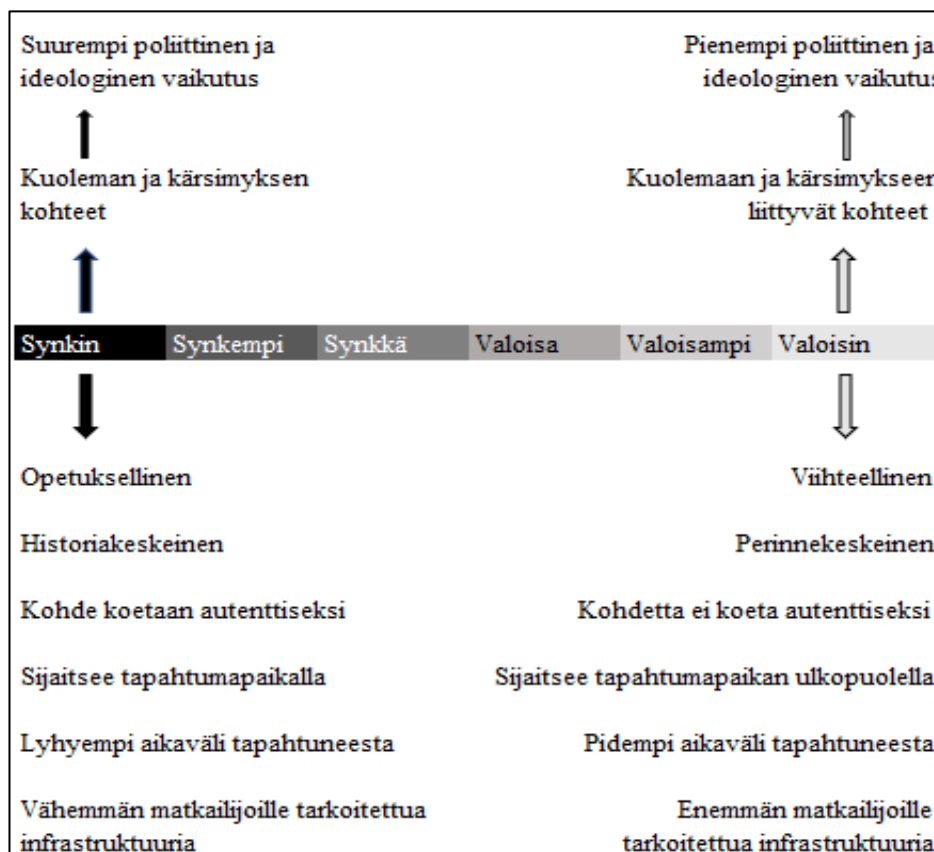 Suurempi poliittinen ja
ideologinen vaikutus
Pienempi poliittinen ja
ideologinen vaikutus
Kuoleman ja kärsimyksen
kohteet
Kuolemaan ja kärsimykseen
liittyvät kohteet
Synkin Synkempi Synkkä Valoisa Valoisampi Valoisin
Opetuksellinen Viihteellinen
Historiakeskeinen Perinnekeskeinen
Kohde koetaan autenttiseksi Kohdetta ei koeta autenttiseksi
Sijaitsee tapahtumapaikalla Sijaitsee tapahtumapaikan ulkopuolella
Lyhyempi aikaväli tapahtuneesta Pidempi aikaväli tapahtuneesta
Vähemmän matkailijoille tarkoitettua
infrastruktuuria
Enemmän matkailijoille
tarkoitettua infrastruktuuria